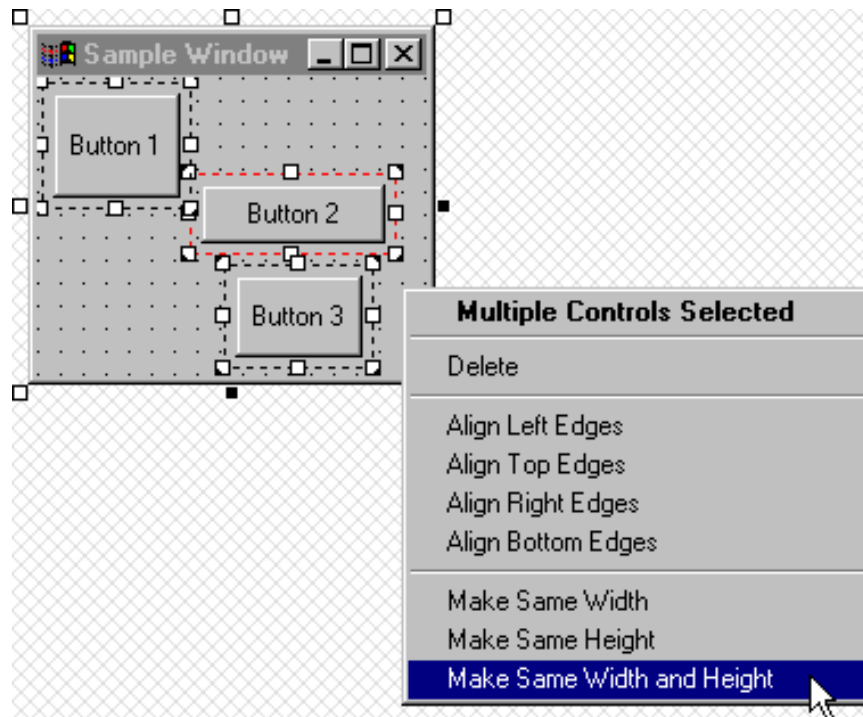 Sample Window
Button 1
Button 2
Button 3
Multiple Controls Selected
Delete
Align Left Edges
Align Top Edges
Align Right Edges
Align Bottom Edges
Make Same Width
Make Same Height
Make Same Width and Height